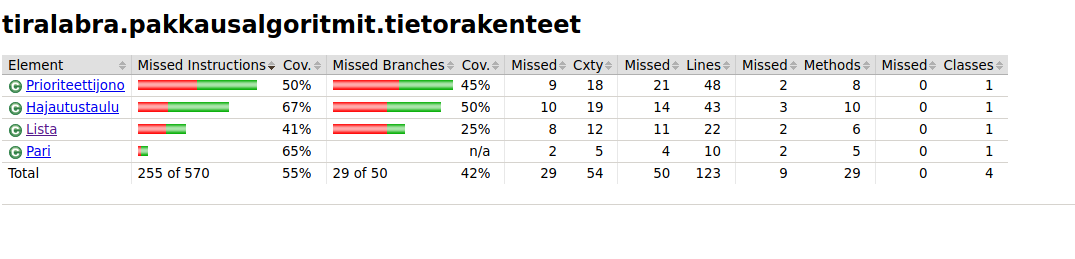 tiralabra.pakkausalgoritmit.tietorakenteet
Element Missed Instructions Cov. Missed Branches Cov. Missed Cxty Missed Lines Missed Methods Missed Classes
Prioriteettijono 50% 45% 9 18 21 48 2 8 0 1
Hajautustaulu 67% 50% 10 19 14 43 3 10 0 1
Lista 41% 25% 8 12 11 22 2 6 0 1
Pari 65% n/a 2 5 4 10 2 5 0 1
Total 255 of 570 55% 29 of 50 42% 29 54 50 123 9 29 0 4